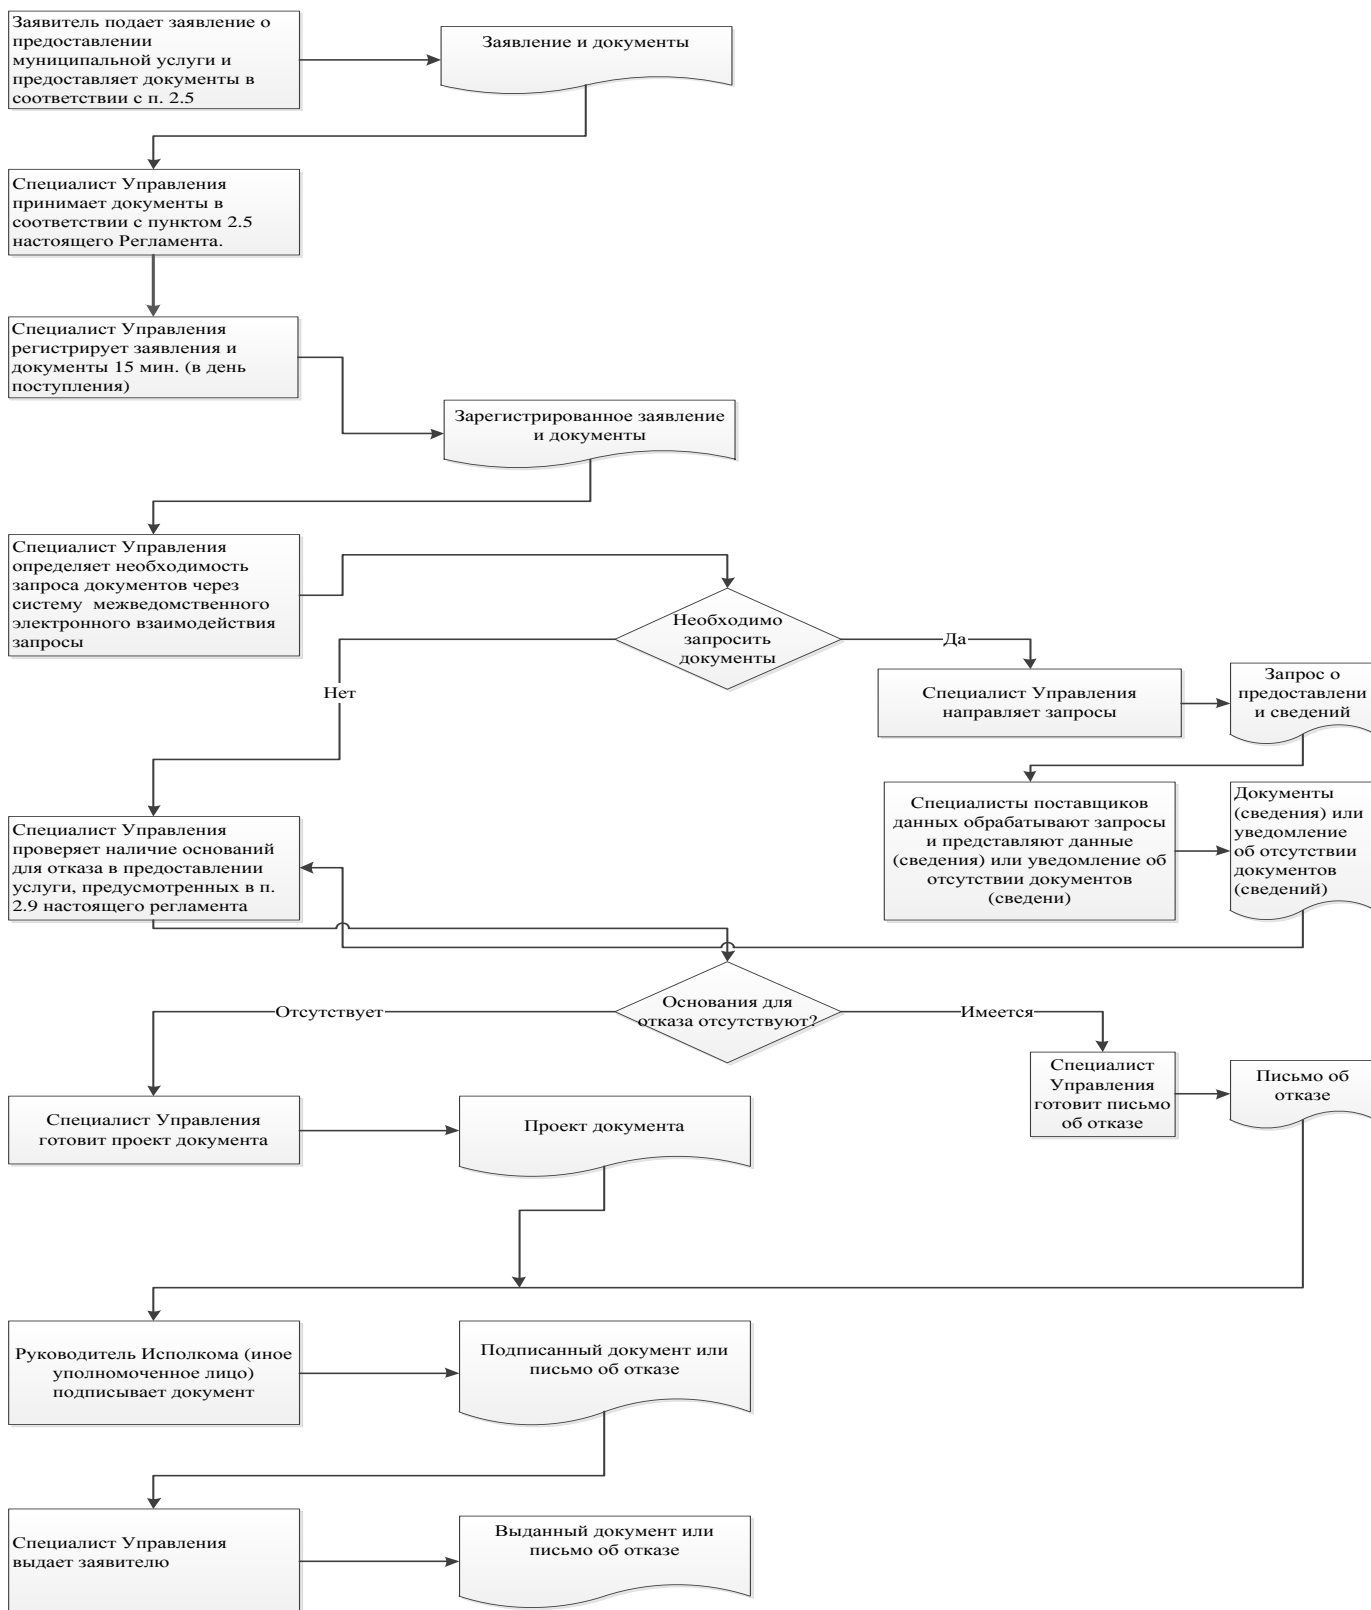 Заявитель подает заявление о
предоставлении
муниципальной услуги и
предоставляет документы в
соответствии с п. 2.5
Заявление и документы
Специалист Управления
принимает документы в
соответствии с пунктом 2.5
настоящего Регламента.
Специалист Управления
регистрирует заявления и
документы 15 мин. (в день
поступления)
Зарегистрированное заявление
и документы
Специалист Управления
определяет необходимость
запроса документов через
систему  межведомственного
электронного взаимодействия
запросы
Необходимо
запросить
документы
Да
Нет
Специалист Управления
направляет запросы
Запрос о
предоставлени
и сведений
Специалисты поставщиков
данных обрабатывают запросы
и представляют данные
(сведения) или уведомление об
отсутствии документов
(сведени)
Документы
(сведения) или
уведомление
об отсутствии
документов
(сведений)
Специалист Управления
проверяет наличие оснований
для отказа в предоставлении
услуги, предусмотренных в п.
2.9 настоящего регламента
Основания для
отказа отсутствуют?
Отсутствует
Имеется
Специалист Управления
готовит проект документа
Проект документа
Специалист
Управления
готовит письмо
об отказе
Письмо об
отказе
Руководитель Исполкома (иное
уполномоченное лицо)
подписывает документ
Подписанный документ или
письмо об отказе
Специалист Управления
выдает заявителю
Выданный документ или
письмо об отказе